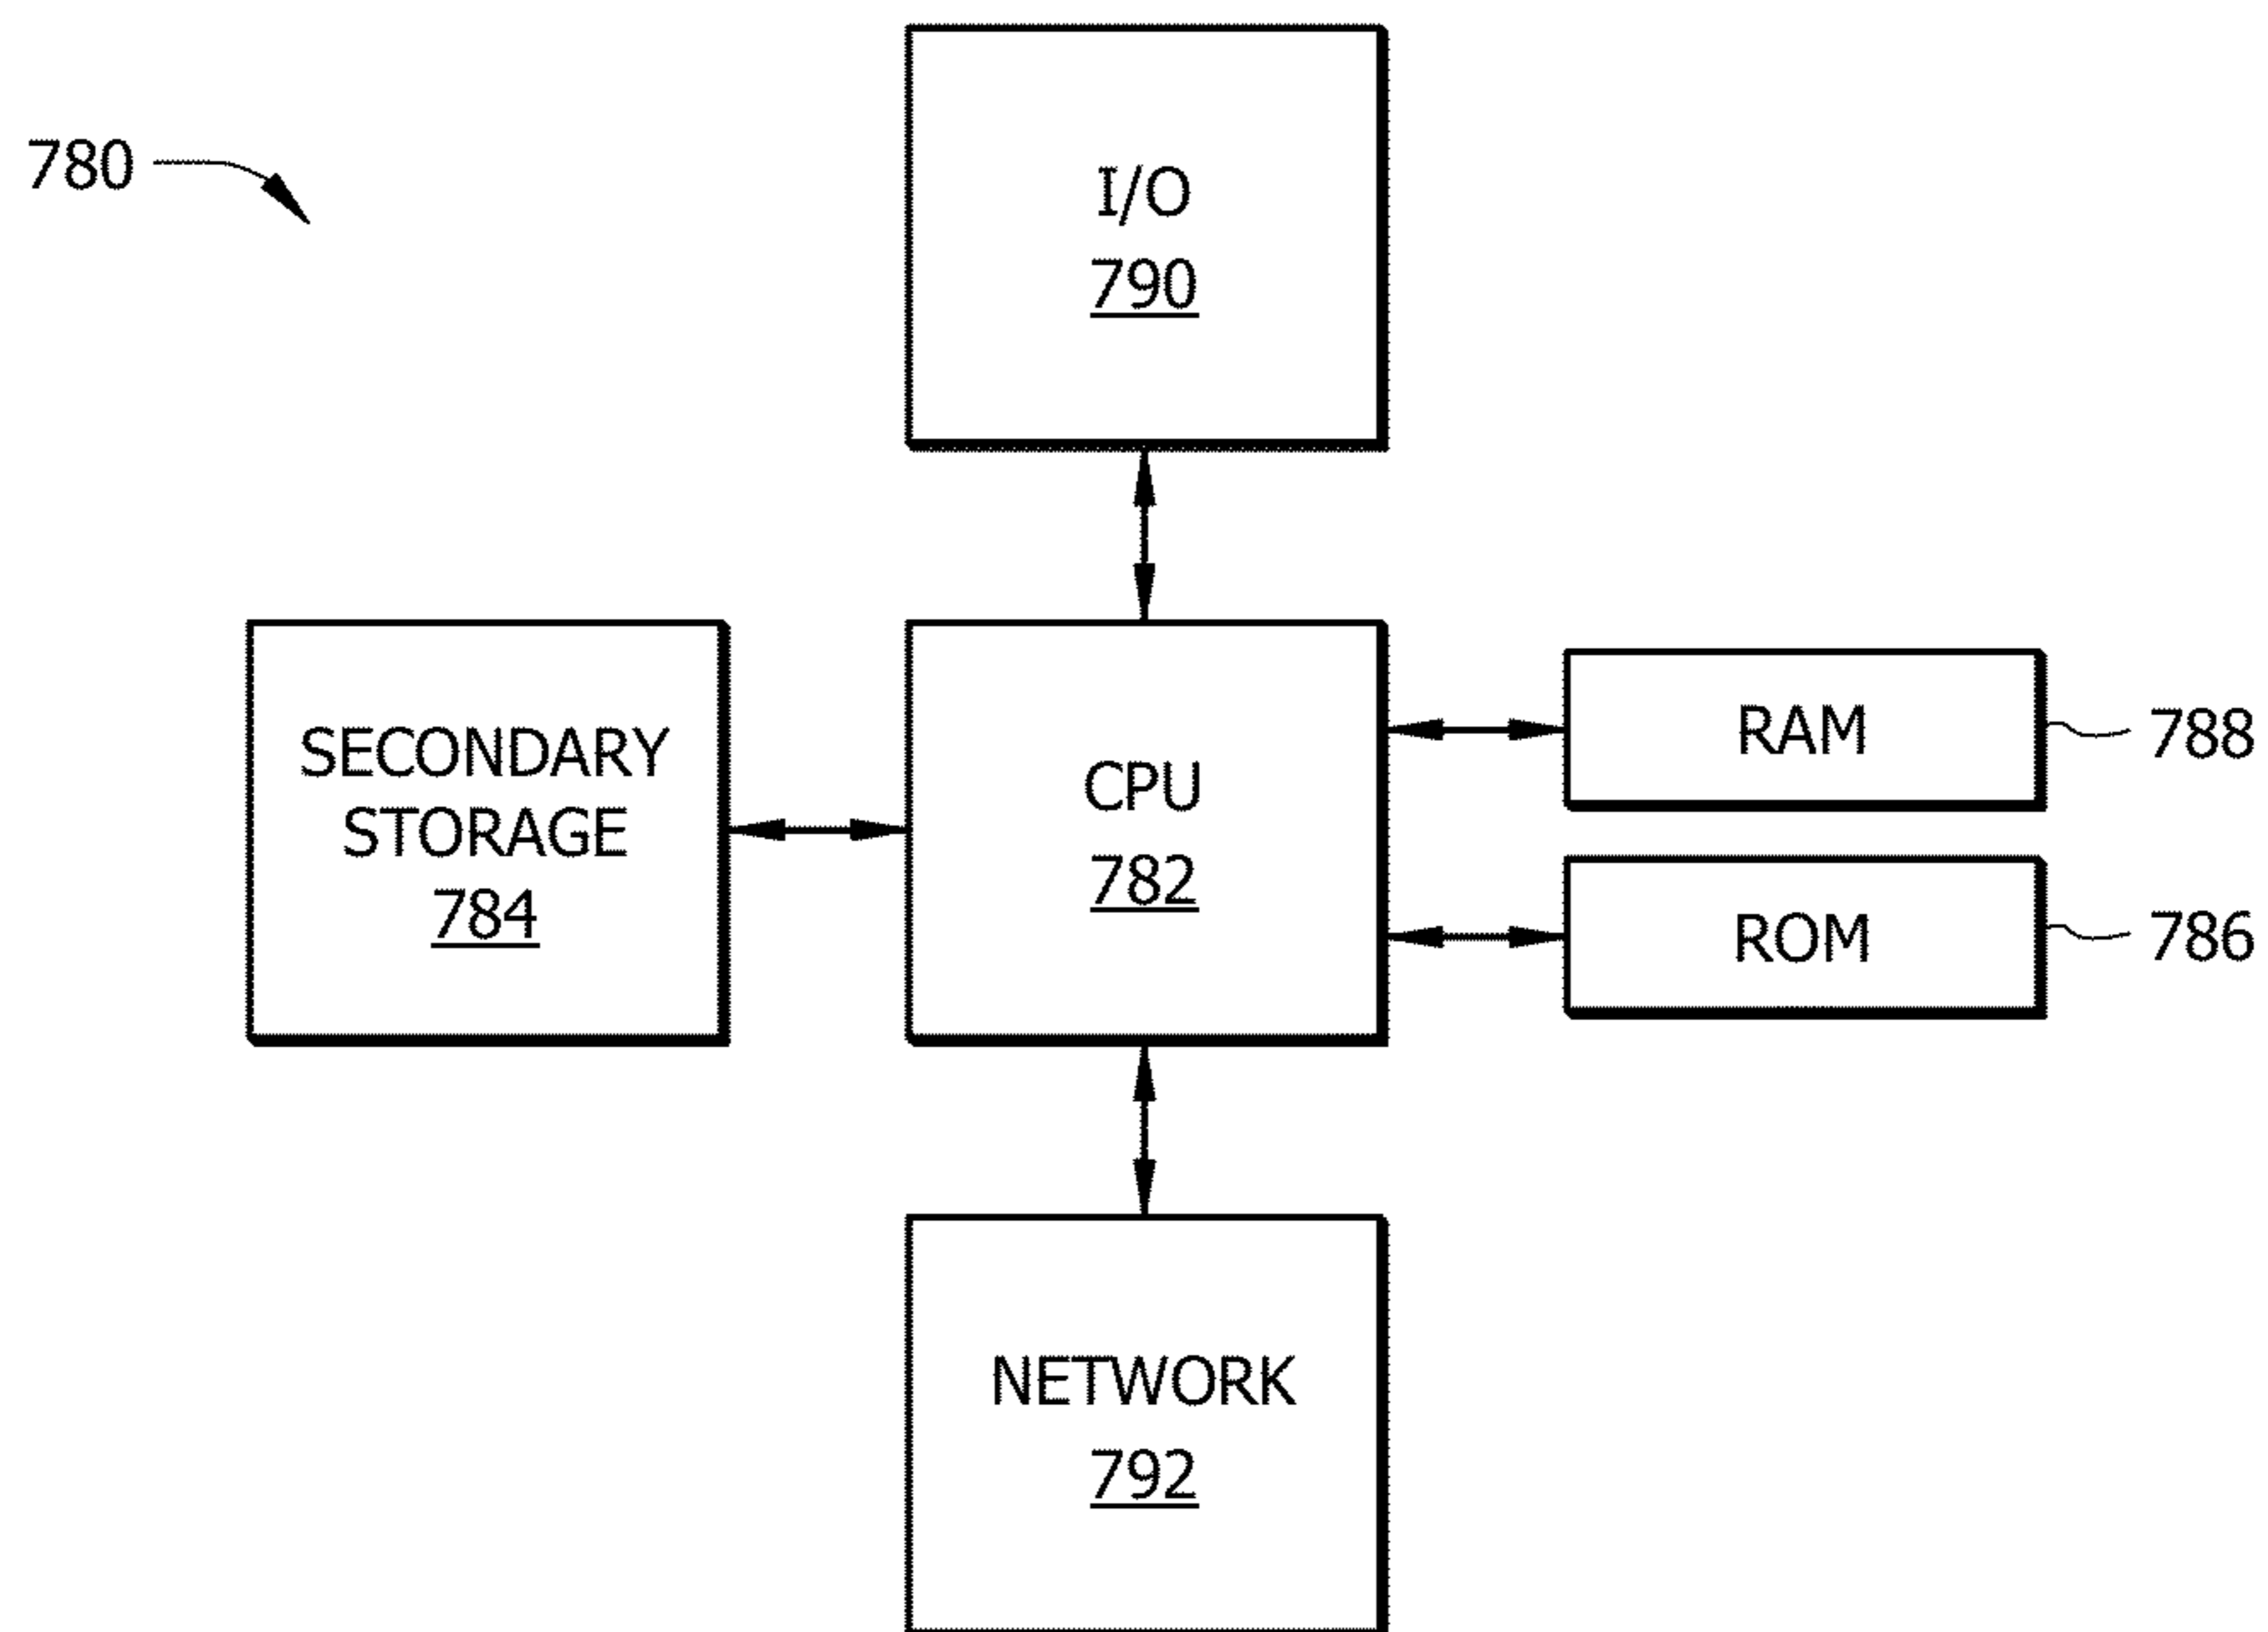 780
I/O
790
SECONDARY
STORAGE
784
CPU
782
RAM
788
ROM
786
NETWORK
792